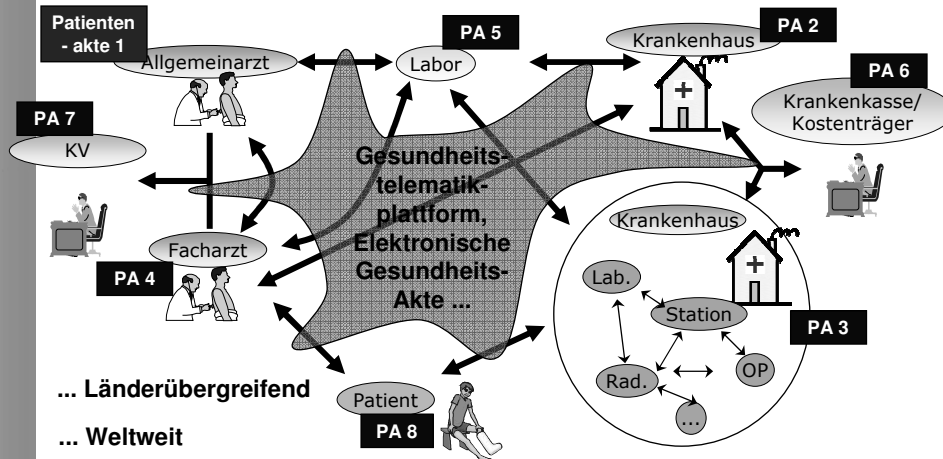 Patienten
- akte 1
Allgemeinarzt
PA 5
Labor
PA 2
Krankenhaus
PA 6
Krankenkasse/
Kostenträger
PA 7
KV
Gesundheits-
telematik-
plattform,
Elektronische
Gesundheits-
Akte ...
Facharzt
PA 4
Krankenhaus
Lab.
Station
PA 3
Rad.
OP
...
Patient
PA 8
... Länderübergreifend
... Weltweit